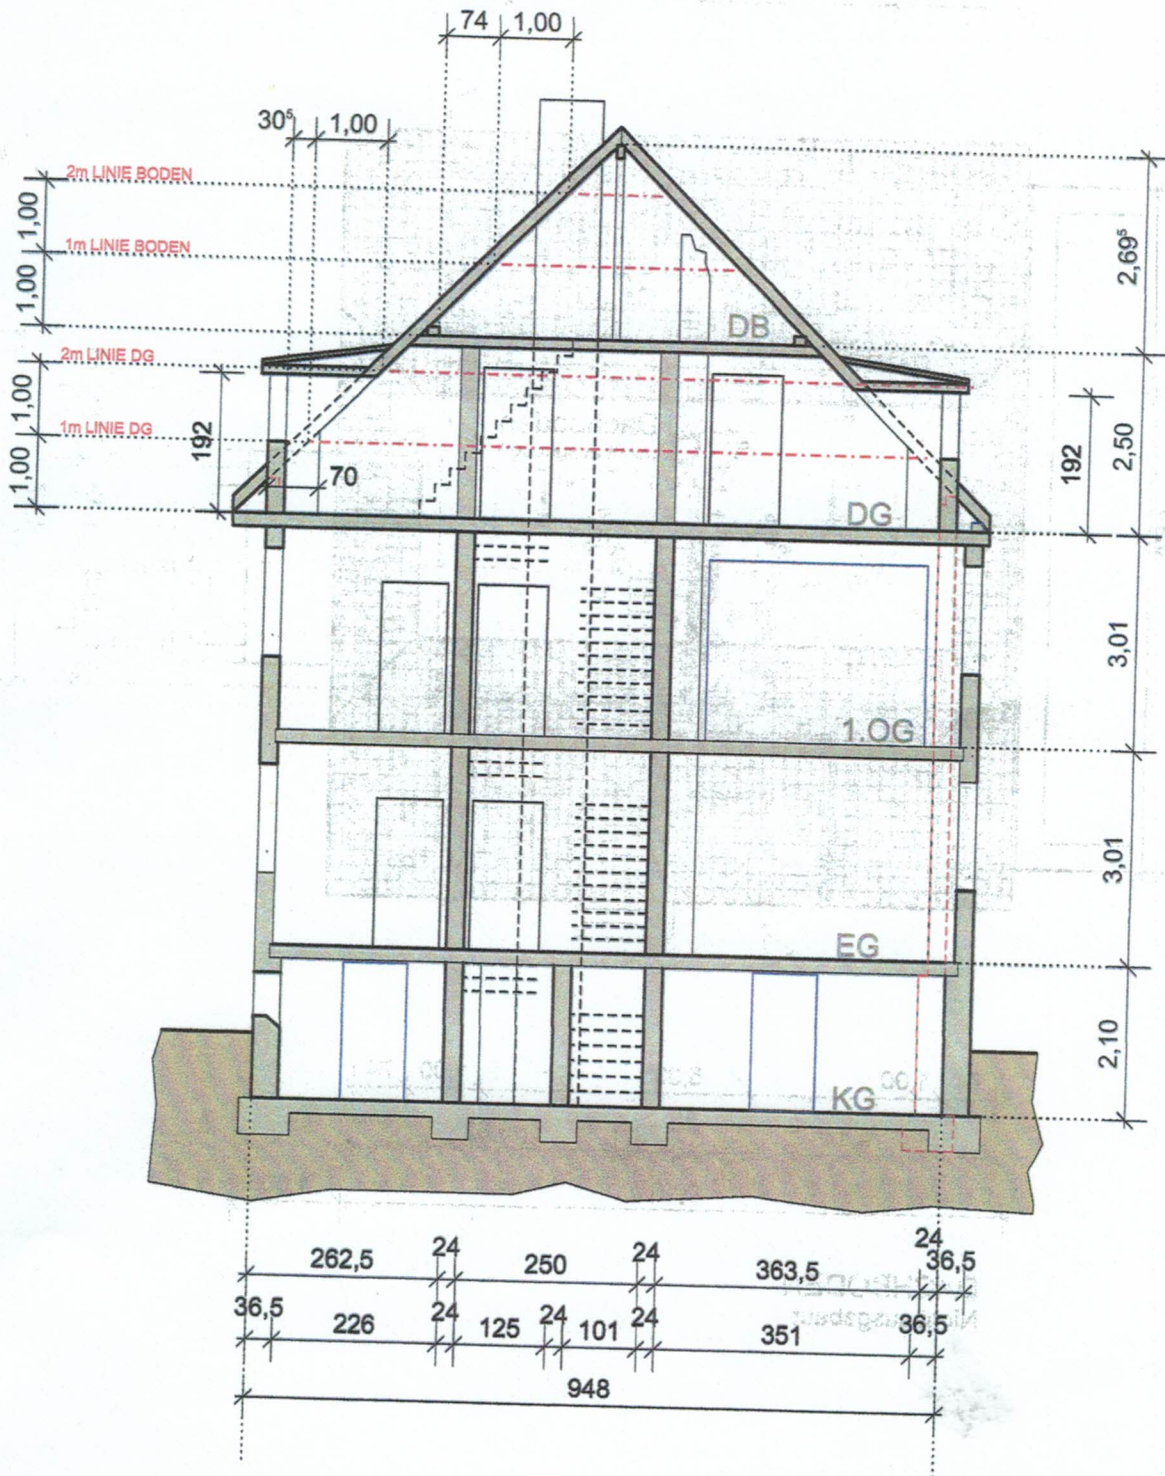 74 1,00
30⁵ 1,00
2m LINIE BODEN
1,00
1m LINIE BODEN
1,00
2,69⁵
DB
2m LINIE DG
1,00
1m LINIE DG
1,00
192
70
192
2,50
DG
3,01
1.OG
3,01
EG
2,10
KG
262,5 24 250 24 363,5 24 36,5
36,5 226 24 125 24 101 24 351 36,5
948